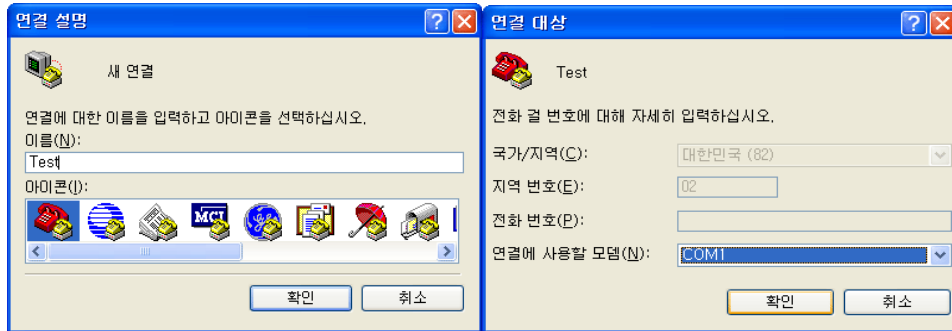 연결 설명
새 연결
연결에 대한 이름을 입력하고 아이콘을 선택하십시오.
이름(N):
Test
아이콘(I):
MCI
확인 취소
연결 대상
Test
전화 걸 번호에 대해 자세히 입력하십시오.
국가/지역(C): 대한민국 (82)
지역 번호(E): 02
전화 번호(P):
연결에 사용할 모뎀(N): COM1
확인 취소